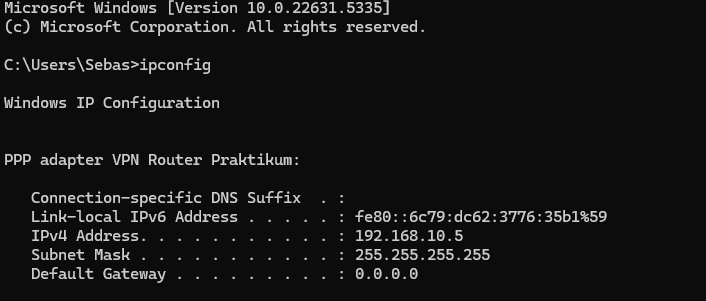 Microsoft Windows [Version 10.0.22631.5335]
(c) Microsoft Corporation. All rights reserved.
C:\Users\Sebas>ipconfig
Windows IP Configuration
PPP adapter VPN Router Praktikum:
Connection-specific DNS Suffix  . :
Link-local IPv6 Address . . . . . : fe80::6c79:dc62:3776:35b1%59
IPv4 Address. . . . . . . . . . . : 192.168.10.5
Subnet Mask . . . . . . . . . . . : 255.255.255.255
Default Gateway . . . . . . . . . : 0.0.0.0